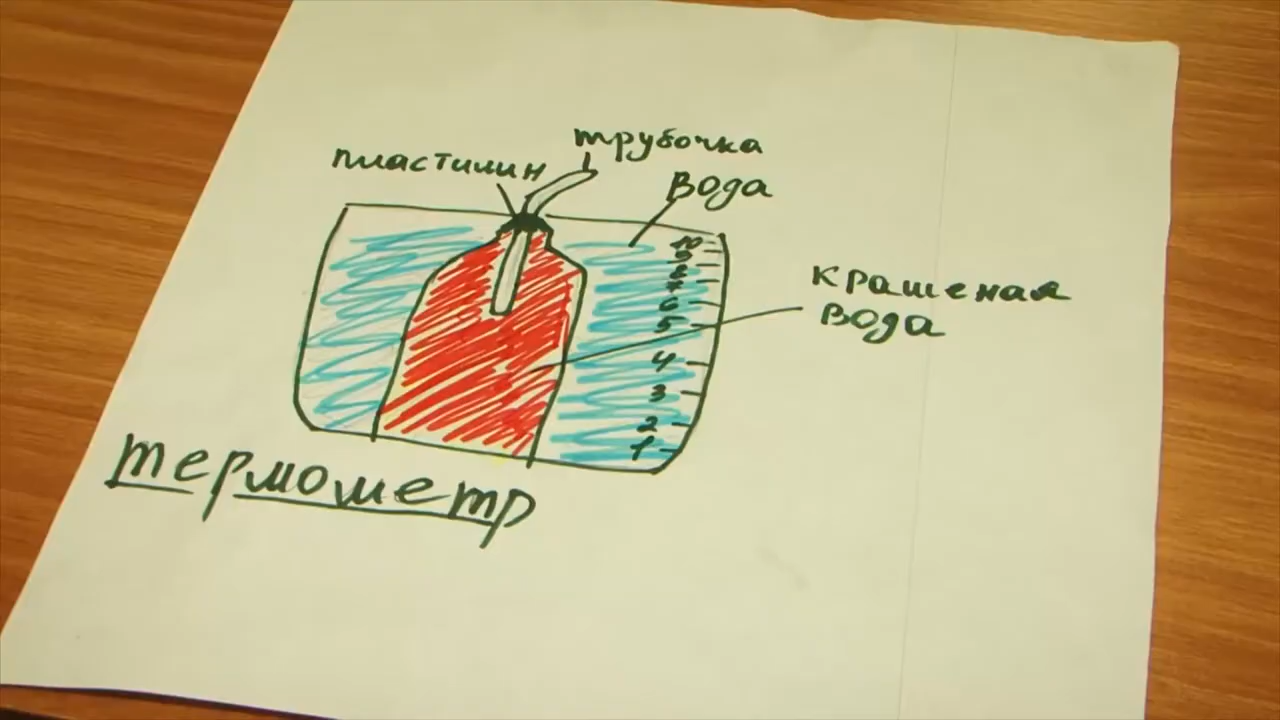 трубочка
пластилин
вода
крашеная
вода
10
9
8
7
6
5
4
3
2
1
термометр